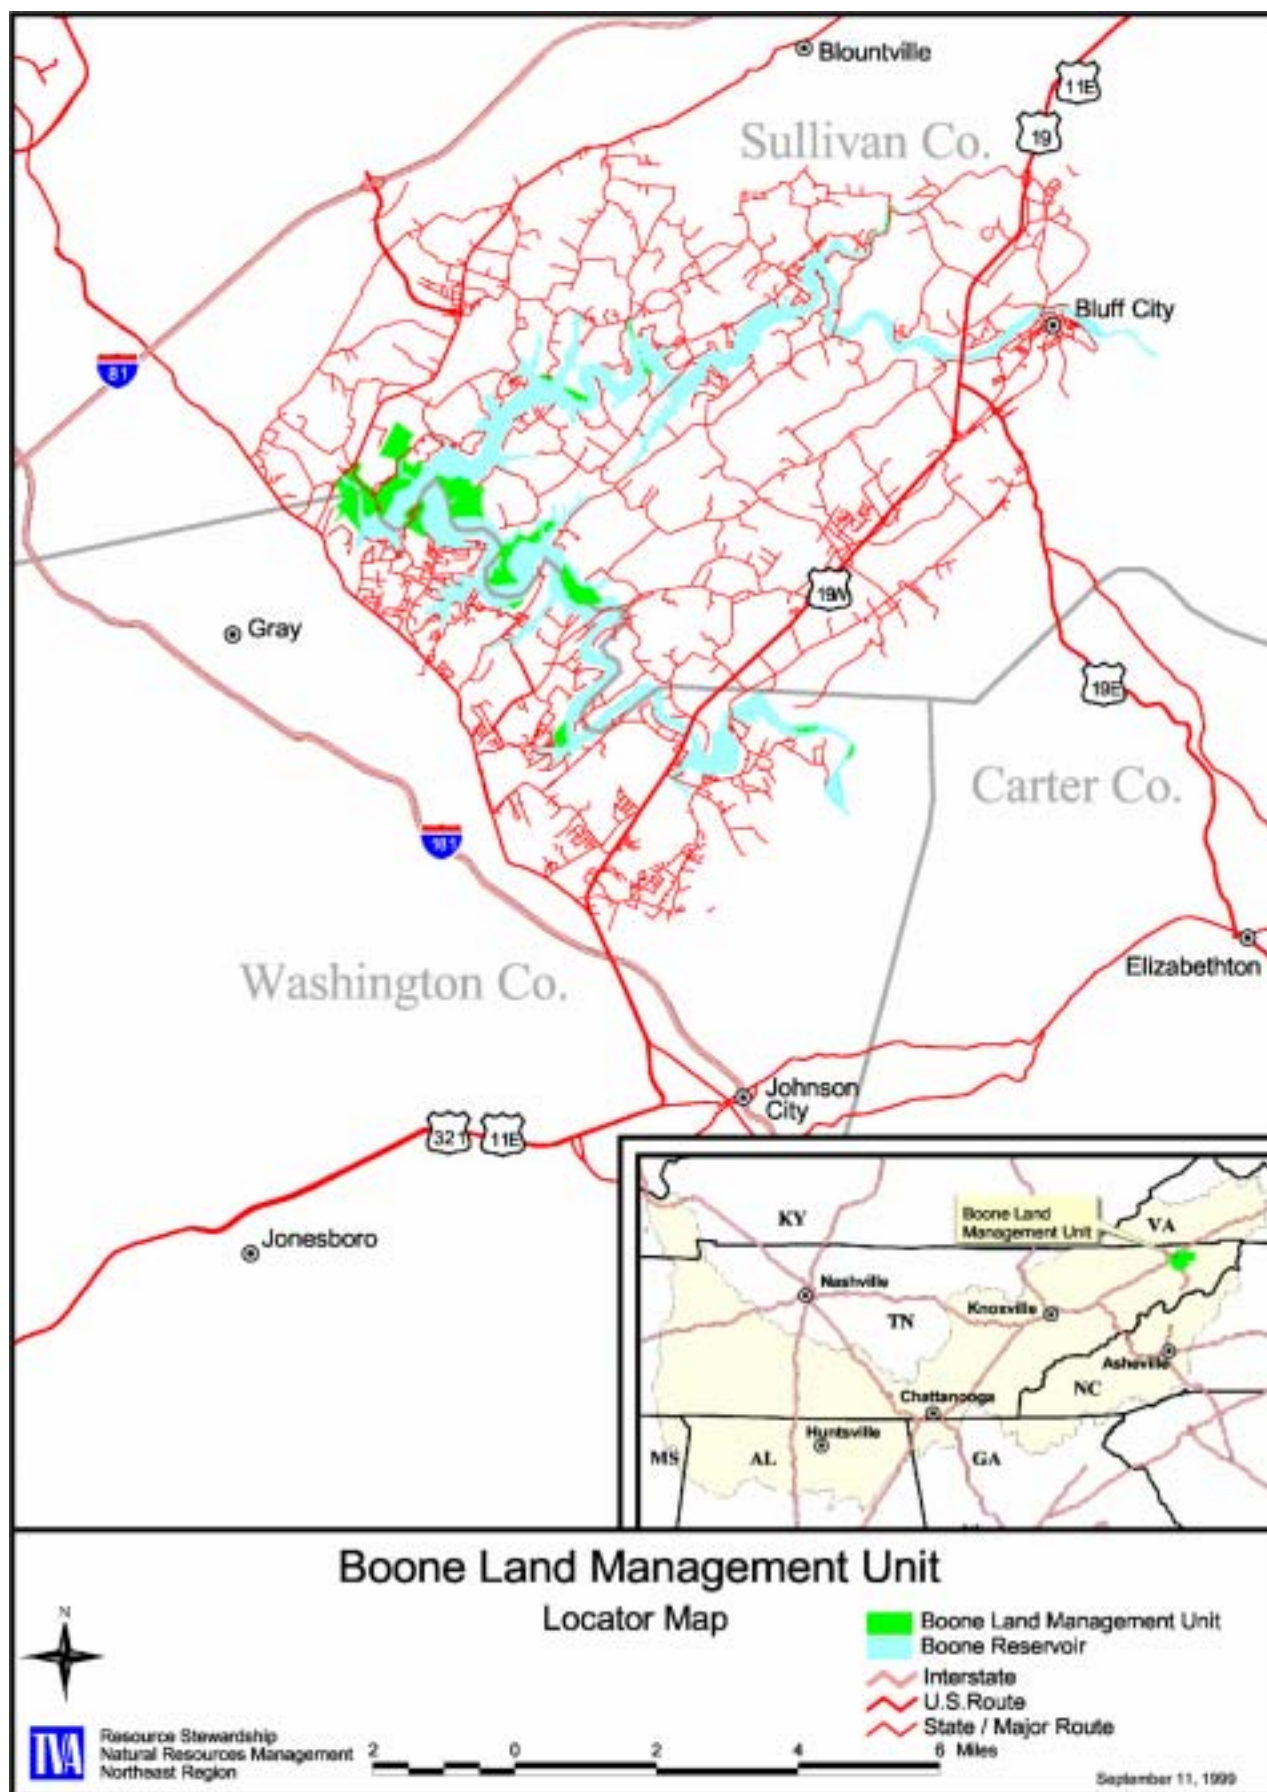 Blountville
11E
Sullivan Co.
19
Bluff City
81
19W
Gray
19E
Carter Co.
181
Washington Co.
Elizabethton
Johnson
City
321
11E
Jonesboro
KY
Boone Land
Management Unit
VA
Nashville
Knoxville
TN
Asheville
Chattanooga
NC
Huntsville
MS
AL
GA
Boone Land Management Unit
Locator Map
N
Boone Land Management Unit
Boone Reservoir
Interstate
U.S.Route
State / Major Route
TVA
Resource Stewardship
Natural Resources Management
Northeast Region
2 0 2 4 6 Miles
September 11, 1999